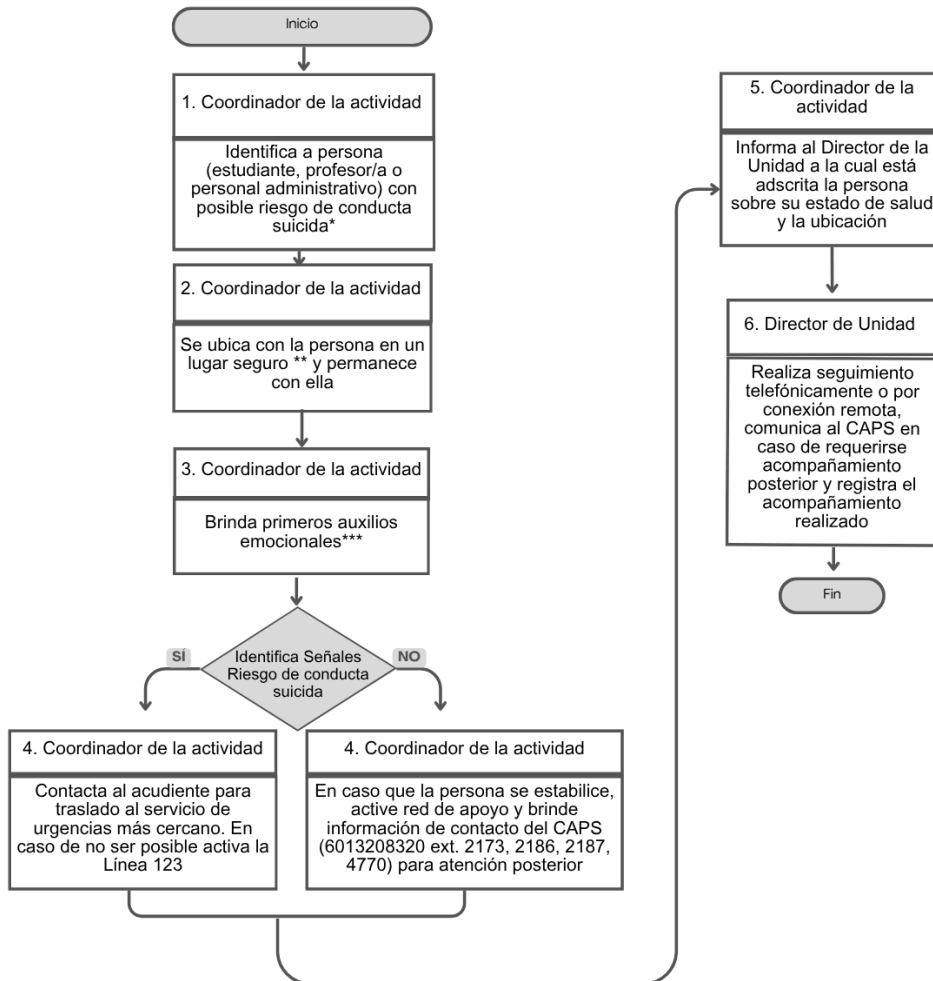 Inicio
1. Coordinador de la actividad
Identifica a persona
(estudiante, profesor/a o
personal administrativo) con
posible riesgo de conducta
suicida*
2. Coordinador de la actividad
Se ubica con la persona en un
lugar seguro ** y permanece
con ella
3. Coordinador de la actividad
Brinda primeros auxilios
emocionales***
Identifica Señales
Riesgo de conducta
suicida
SÍ
NO
4. Coordinador de la actividad
Contacta al acudiente para
traslado al servicio de
urgencias más cercano. En
caso de no ser posible activa la
Línea 123
4. Coordinador de la actividad
En caso que la persona se estabilice,
active red de apoyo y brinde
información de contacto del CAPS
(6013208320 ext. 2173, 2186, 2187,
4770) para atención posterior
5. Coordinador de la
actividad
Informa al Director de la
Unidad a la cual está
adscrita la persona
sobre su estado de salud
y la ubicación
6. Director de Unidad
Realiza seguimiento
telefónicamente o por
conexión remota,
comunica al CAPS en
caso de requerirse
acompañamiento
posterior y registra el
acompañamiento
realizado
Fin